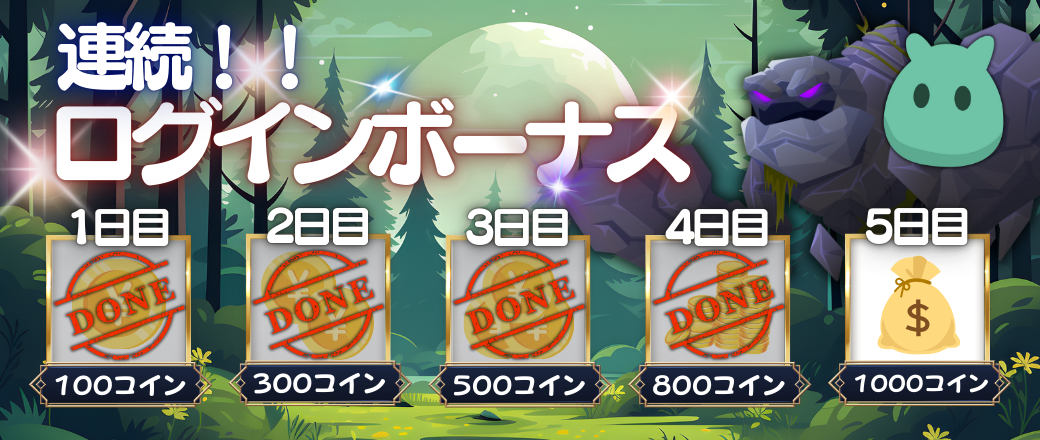 連続！！
ログインボーナス
1日目 2日目 3日目 4日目 5日目
DONE DONE DONE DONE $
100コイン 300コイン 500コイン 800コイン 1000コイン